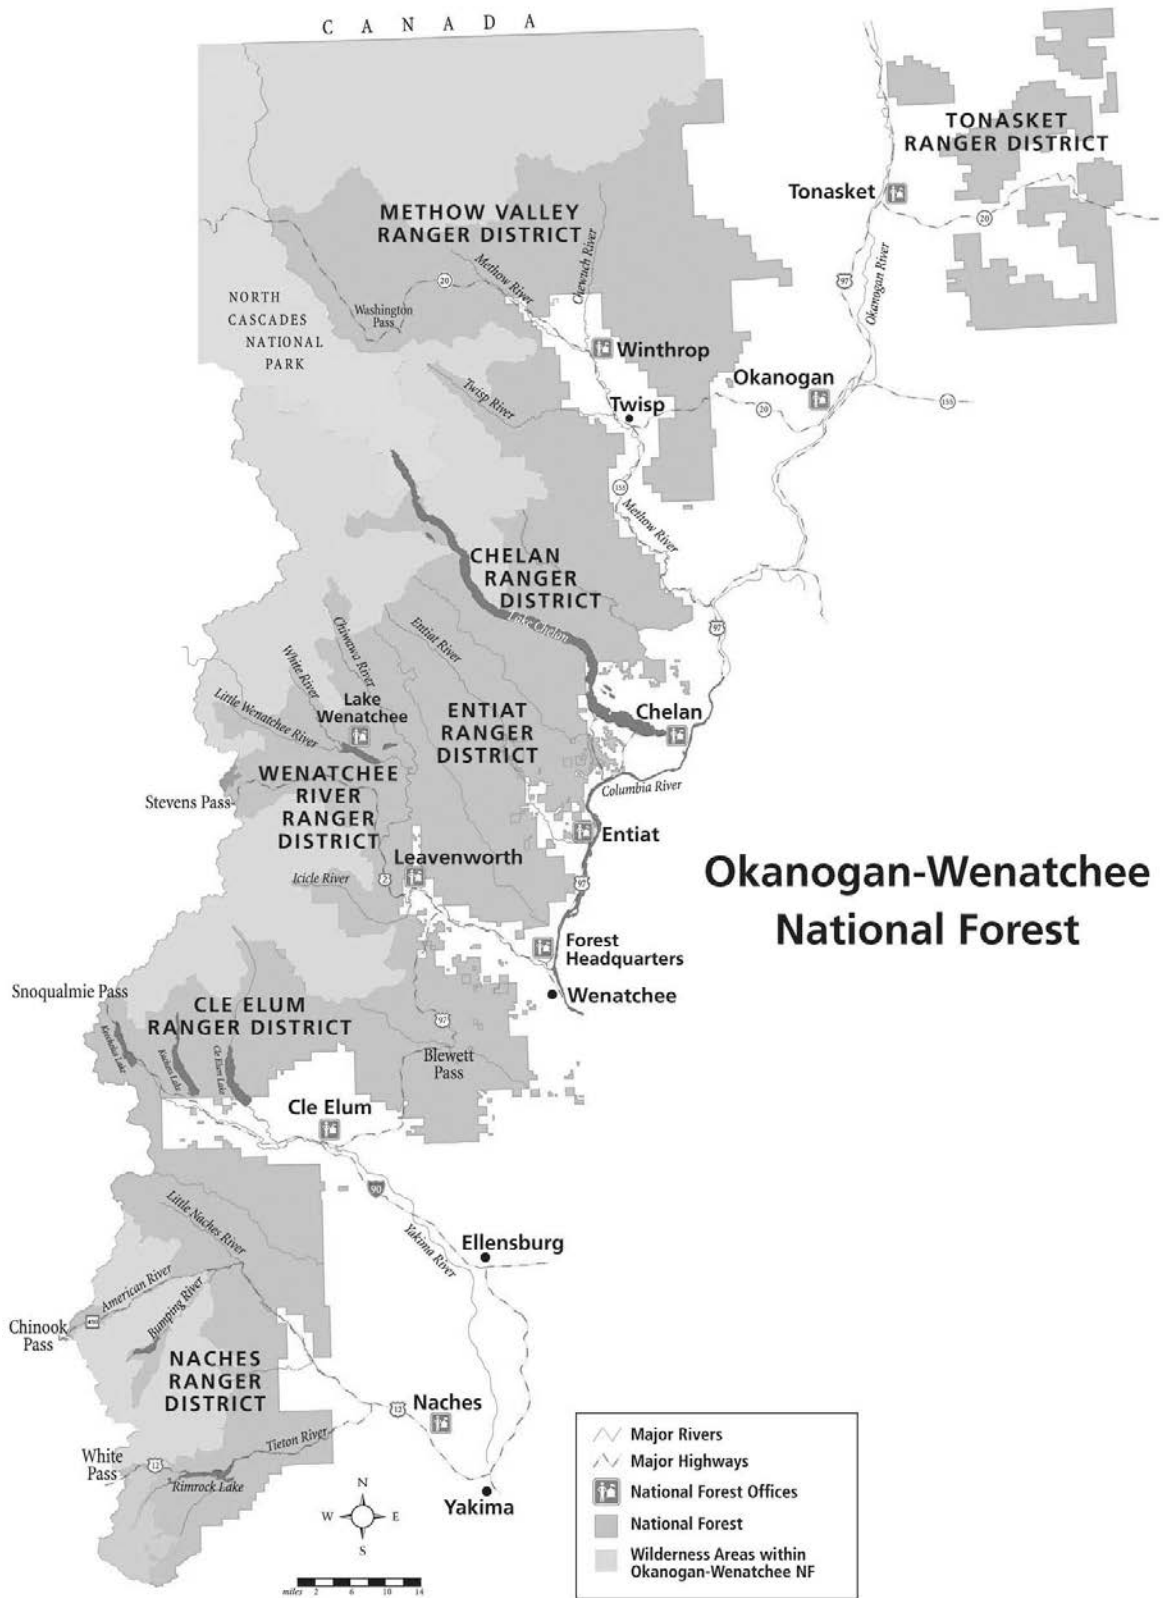 CANADA
TONASKET
RANGER DISTRICT
Tonasket
20
METHOW VALLEY
RANGER DISTRICT
Methow River
Chewuch River
20
97
Okanogan River
NORTH
CASCADES
NATIONAL
PARK
Washington
Pass
Winthrop
Okanogan
Twisp River
Twisp
20
155
153
Methow River
CHELAN
RANGER
DISTRICT
Lake Chelan
97
Entiat River
Chiwawa River
White River
Little Wenatchee River
Lake
Wenatchee
ENTIAT
RANGER
DISTRICT
Chelan
WENATCHEE
RIVER
RANGER
DISTRICT
Stevens Pass
Columbia River
Entiat
Leavenworth
Icicle River
2
97
Okanogan-Wenatchee
National Forest
Forest
Headquarters
Wenatchee
Snoqualmie Pass
CLE ELUM
RANGER DISTRICT
Keechelus Lake
Kachess Lake
Cle Elum Lake
97
Blewett
Pass
Cle Elum
90
Little Naches River
Yakima River
Ellensburg
American River
410
Bumping River
Chinook
Pass
NACHES
RANGER
DISTRICT
12
Naches
Tieton River
White
Pass
12
Rimrock Lake
Yakima
N
W E
S
miles 2 6 10 14
Major Rivers
Major Highways
National Forest Offices
National Forest
Wilderness Areas within
Okanogan-Wenatchee NF